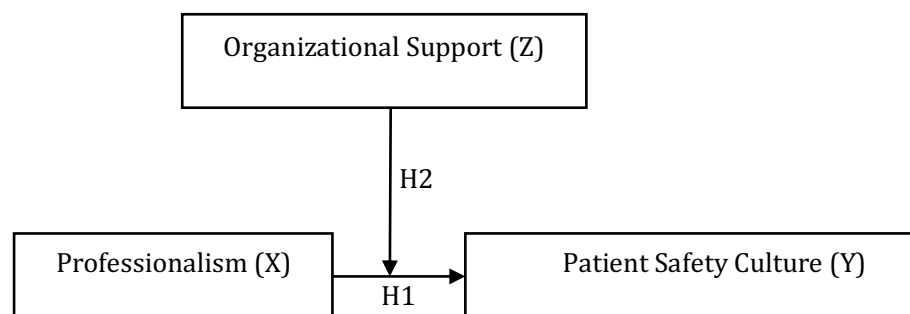 Organizational Support (Z)
H2
Professionalism (X)
Patient Safety Culture (Y)
H1